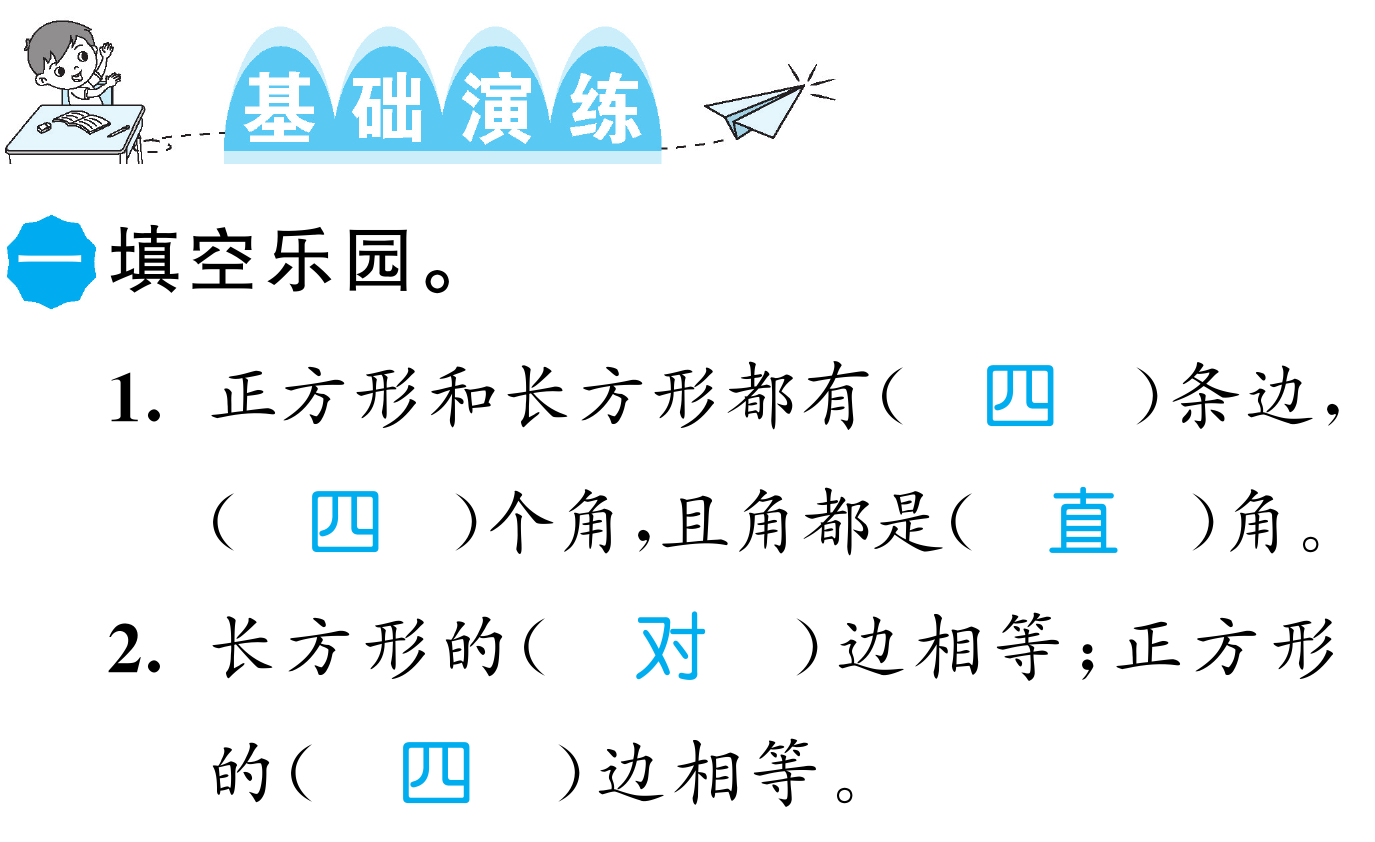 基础演练
一 填空乐园。
1. 正方形和长方形都有( 四 )条边,
( 四 )个角,且角都是( 直 )角。
2. 长方形的( 对 )边相等;正方形
的( 四 )边相等。